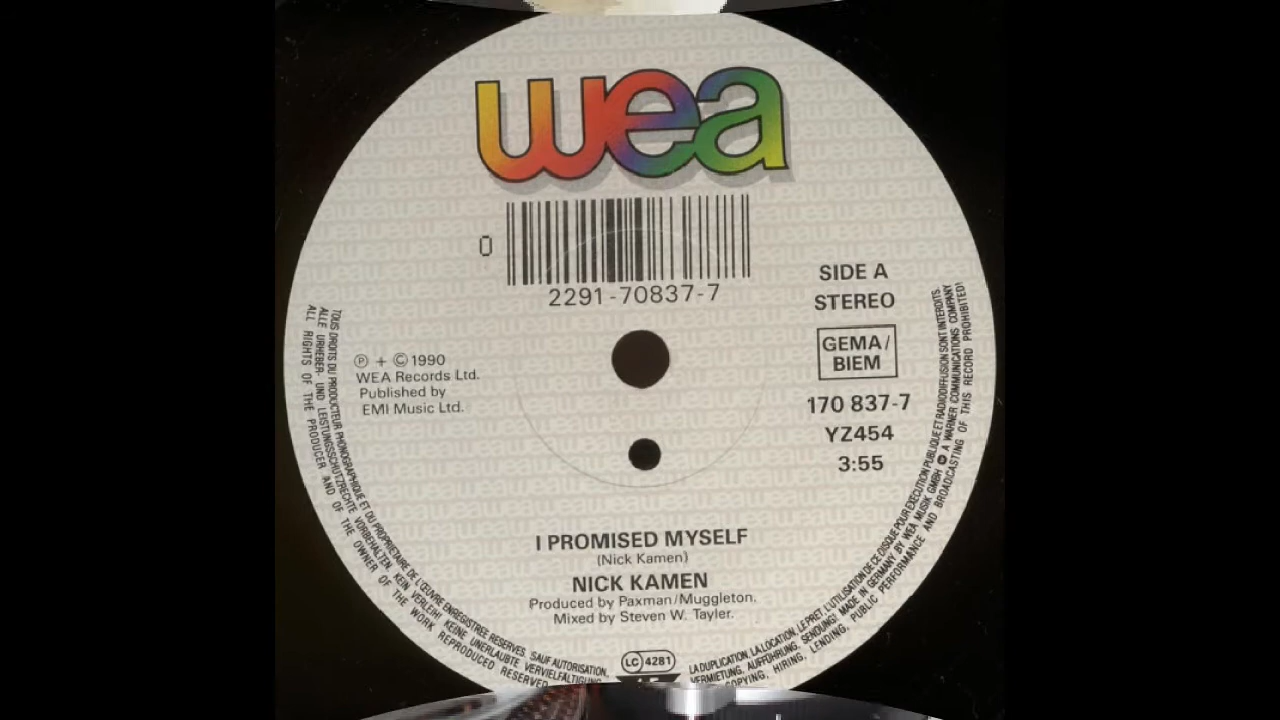 wea
0
2291-70837-7
SIDE A
STEREO
GEMA/
BIEM
170 837-7
YZ454
3:55
Ⓟ + © 1990
WEA Records Ltd.
Published by
EMI Music Ltd.
I PROMISED MYSELF
(Nick Kamen)
NICK KAMEN
Produced by Paxman/Muggleton.
Mixed by Steven W. Tayler.
LC 4281
TOUS DROITS DU PRODUCTEUR PHONOGRAPHIQUE ET DU PROPRIETAIRE DE L'ŒUVRE ENREGISTREE RESERVES. SAUF AUTORISATION,
LA DUPLICATION, LA LOCATION, LE PRET, L'UTILISATION DE CE DISQUE POUR EXECUTION PUBLIQUE ET RADIODIFFUSION SONT INTERDITS.
ALLE URHEBER- UND LEISTUNGSSCHUTZRECHTE VORBEHALTEN. KEIN VERLEIH! KEINE UNERLAUBTE VERVIELFÄLTIGUNG,
VERMIETUNG, AUFFÜHRUNG, SENDUNG! MADE IN GERMANY BY WEA MUSIK GMBH A WARNER COMMUNICATIONS COMPANY
ALL RIGHTS OF THE PRODUCER AND OF THE OWNER OF THE WORK REPRODUCED RESERVED
COPYING, HIRING, LENDING, PUBLIC PERFORMANCE AND BROADCASTING OF THIS RECORD PROHIBITED!